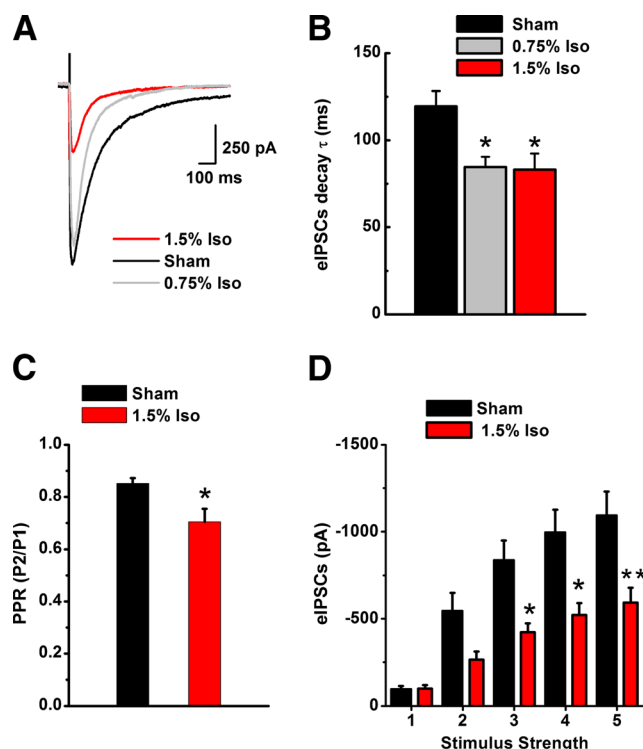 A
250 pA
100 ms
1.5% Iso
Sham
0.75% Iso
B
Sham
0.75% Iso
1.5% Iso
eIPSCs decay τ (ms)
150
100
50
0
*
*
C
Sham
1.5% Iso
PPR (P2/P1)
1.0
0.8
0.6
0.4
0.2
0.0
*
D
Sham
1.5% Iso
eIPSCs (pA)
-1500
-1000
-500
0
*
*
**
1 2 3 4 5
Stimulus Strength